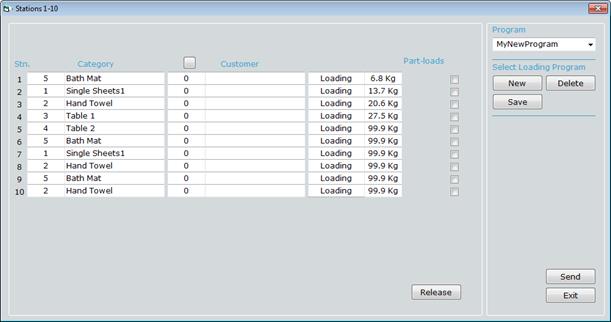 Stations 1-10
Program
MyNewProgram
Select Loading Program
New Delete
Save
Stn. Category Customer Part-loads
1 5 Bath Mat 0 Loading 6.8 Kg
2 1 Single Sheets1 0 Loading 13.7 Kg
3 2 Hand Towel 0 Loading 20.6 Kg
4 3 Table 1 0 Loading 27.5 Kg
5 4 Table 2 0 Loading 99.9 Kg
6 5 Bath Mat 0 Loading 99.9 Kg
7 1 Single Sheets1 0 Loading 99.9 Kg
8 2 Hand Towel 0 Loading 99.9 Kg
9 5 Bath Mat 0 Loading 99.9 Kg
10 2 Hand Towel 0 Loading 99.9 Kg
Release
Send
Exit